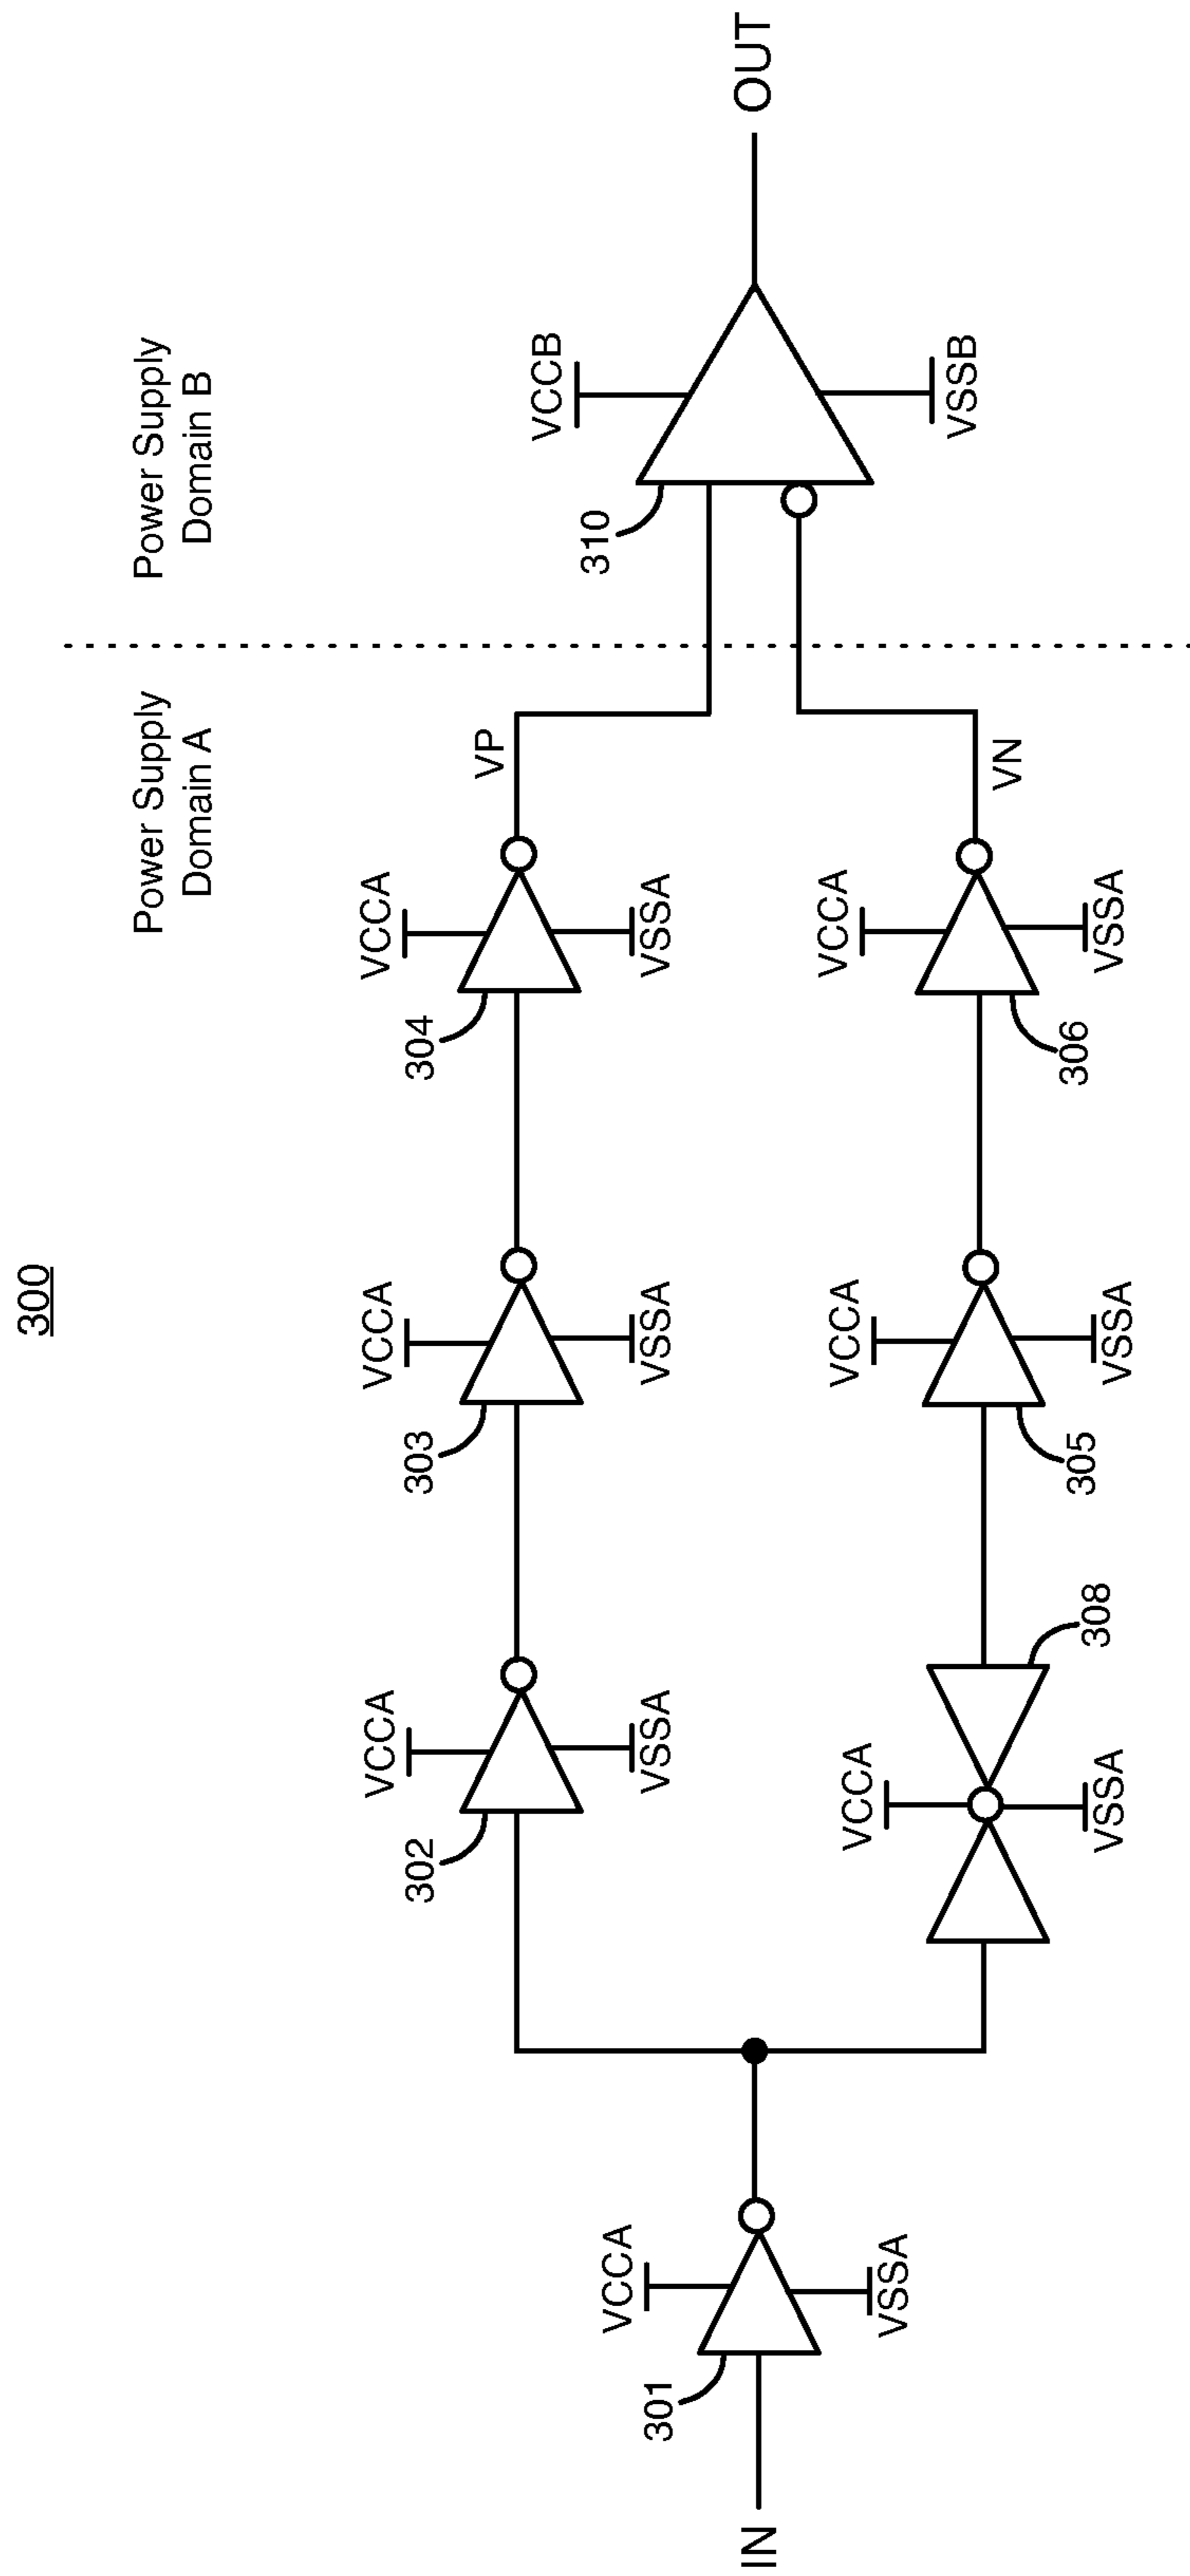 300
Power Supply
Domain A
Power Supply
Domain B
IN
301
VCCA
VSSA
302
VCCA
VSSA
303
VCCA
VSSA
304
VCCA
VSSA
VP
308
VCCA
VSSA
305
VCCA
VSSA
306
VCCA
VSSA
VN
310
VCCB
VSSB
OUT